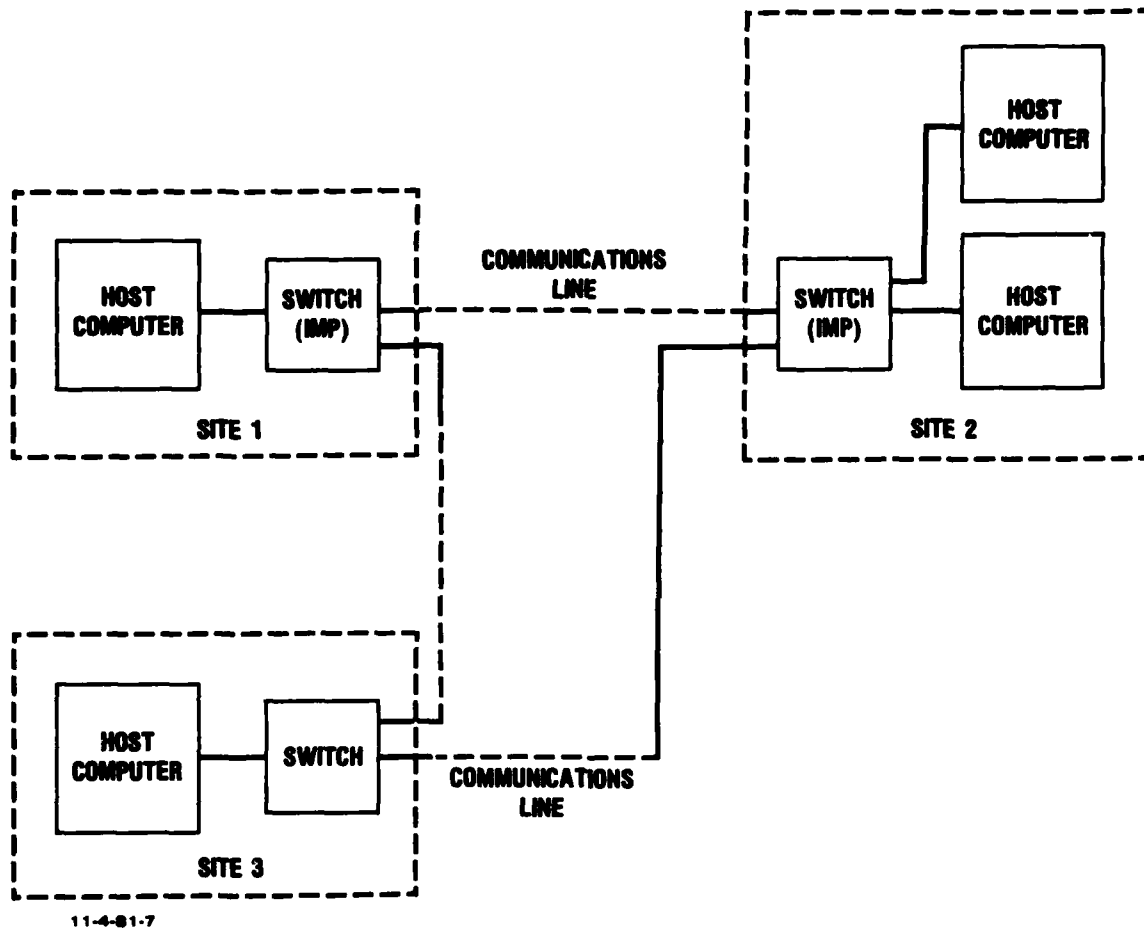 HOST
COMPUTER
HOST
COMPUTER
SWITCH
(IMP)
SITE 1
COMMUNICATIONS
LINE
SWITCH
(IMP)
HOST
COMPUTER
SITE 2
HOST
COMPUTER
SWITCH
SITE 3
COMMUNICATIONS
LINE
11-4-81-7